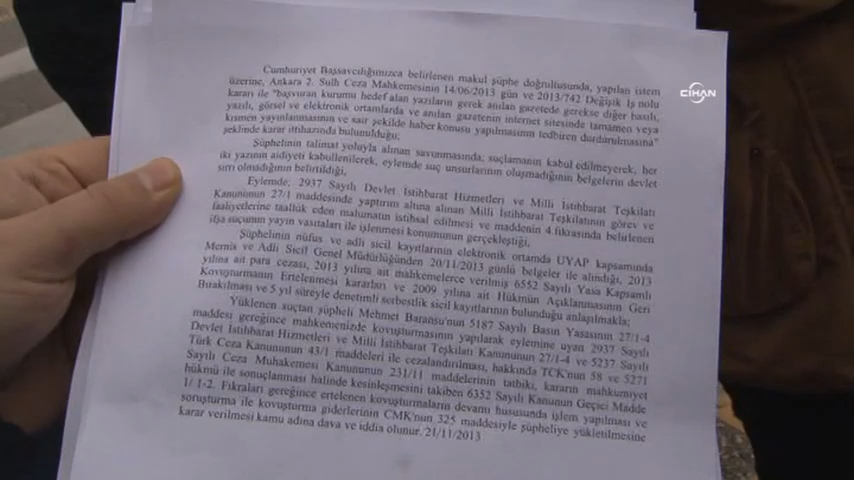 Cumhuriyet Başsavcılığımızca belirlenen makul şüphe doğrultusunda, yapılan istem
üzerine, Ankara 2. Sulh Ceza Mahkemesinin 14/06/2013 gün ve 2013/742 Değişik İş nolu
kararı ile "başvuran kurumu hedef alan yazıların gerek anılan gazetede gerekse diğer basılı,
yazılı, görsel ve elektronik ortamlarda ve anılan gazetenin internet sitesinde tamamen veya
kısmen yayınlanmasının ve sair şekilde haber konusu yapılmasının tedbiren durdurulmasına"
şeklinde karar ittihazında bulunulduğu;
Şüphelinin talimat yoluyla alınan savunmasında; suçlamanın kabul edilmeyerek, her
iki yazının aidiyeti kabullenilerek, eylemde suç unsurlarının oluşmadığının belgelerin devlet
sırrı olmadığının belirtildiği,
Eylemde; 2937 Sayılı Devlet İstihbarat Hizmetleri ve Milli İstihbarat Teşkilatı
Kanununun 27/1 maddesinde yaptırım altına alınan Milli İstihbarat Teşkilatının görev ve
faaliyetlerine taallük eden malumatın istihsal edilmesi ve maddenin 4 fıkrasında belirlenen
ifşa suçunun yayın vasıtaları ile işlenmesi konumunun gerçekleştiği,
Şüphelinin nüfus ve adli sicil kayıtlarının elektronik ortamda UYAP kapsamında
Mernis ve Adli Sicil Genel Müdürlüğünden 20/11/2013 günlü belgeler ile alındığı, 2013
yılına ait para cezası, 2013 yılına ait mahkemelerce verilmiş 6552 Sayılı Yasa Kapsamlı
Kovuşturmanın Ertelenmesi kararları ve 2009 yılına ait Hükmün Açıklanmasının Geri
Bırakılması ve 5 yıl süreyle denetimli serbestlik sicil kayıtlarının bulunduğu anlaşılmakla;
Yüklenen suçtan şüpheli Mehmet Baransu'nun 5187 Sayılı Basın Yasasının 27/1-4
maddesi gereğince mahkemenizde kovuşturmasının yapılarak eylemine uyan 2937 Sayılı
Devlet İstihbarat Hizmetleri ve Milli İstihbarat Teşkilatı Kanununun 27/1-4 ve 5237 Sayılı
Türk Ceza Kanununun 43/1 maddeleri ile cezalandırılması, hakkında TCK'nun 58 ve 5271
Sayılı Ceza Muhakemesi Kanununun 231/11 maddelerinin tatbiki, kararın mahkumiyet
hükmü ile sonuçlanması halinde kesinleşmesini takiben 6352 Sayılı Kanunun Geçici Madde
1/ 1-2. Fıkraları gereğince ertelenen kovuşturmaların devamı hususunda işlem yapılması ve
soruşturma ile kovuşturma giderlerinin CMK'nun 325 maddesiyle şüpheliye yükletilmesine
karar verilmesi kamu adına dava ve iddia olunur. 21/11/2013
CİHAN